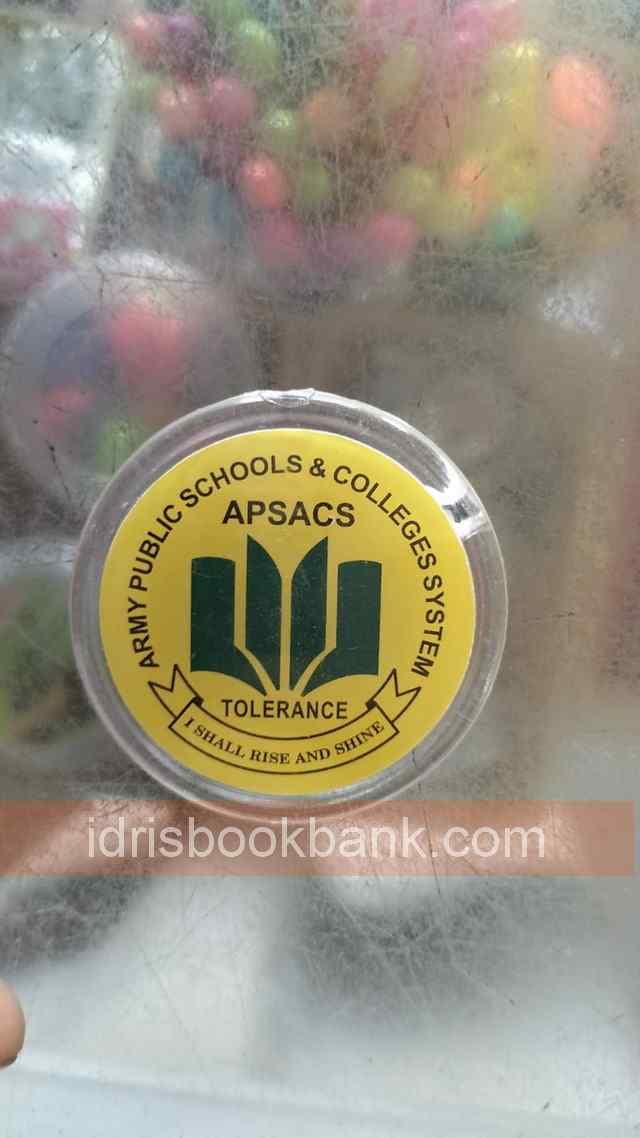 ARMY PUBLIC SCHOOLS & COLLEGES SYSTEM
APSACS
TOLERANCE
I SHALL RISE AND SHINE
idrisbookbank.com